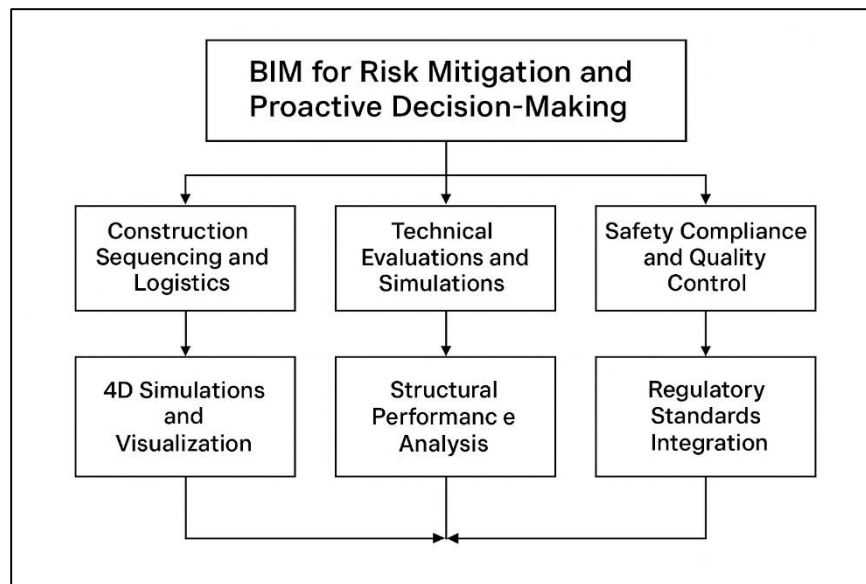 BIM for Risk Mitigation and
Proactive Decision-Making
Construction
Sequencing and
Logistics
Technical
Evaluations and
Simulations
Safety Compliance
and Quality
Control
4D Simulations
and
Visualization
Structural
Performanc e
Analysis
Regulatory
Standards
Integration